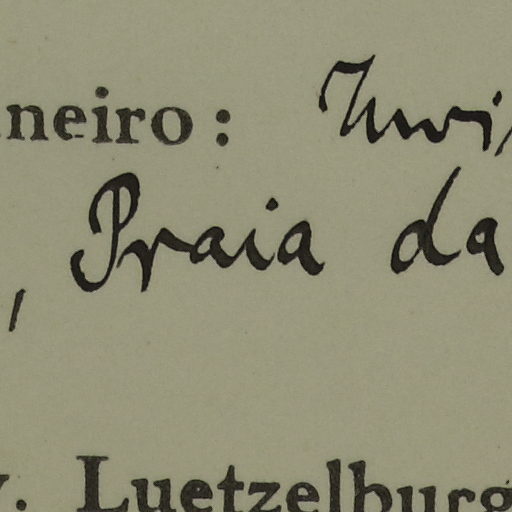 neiro:
, Praia da
v. Luetzelburg